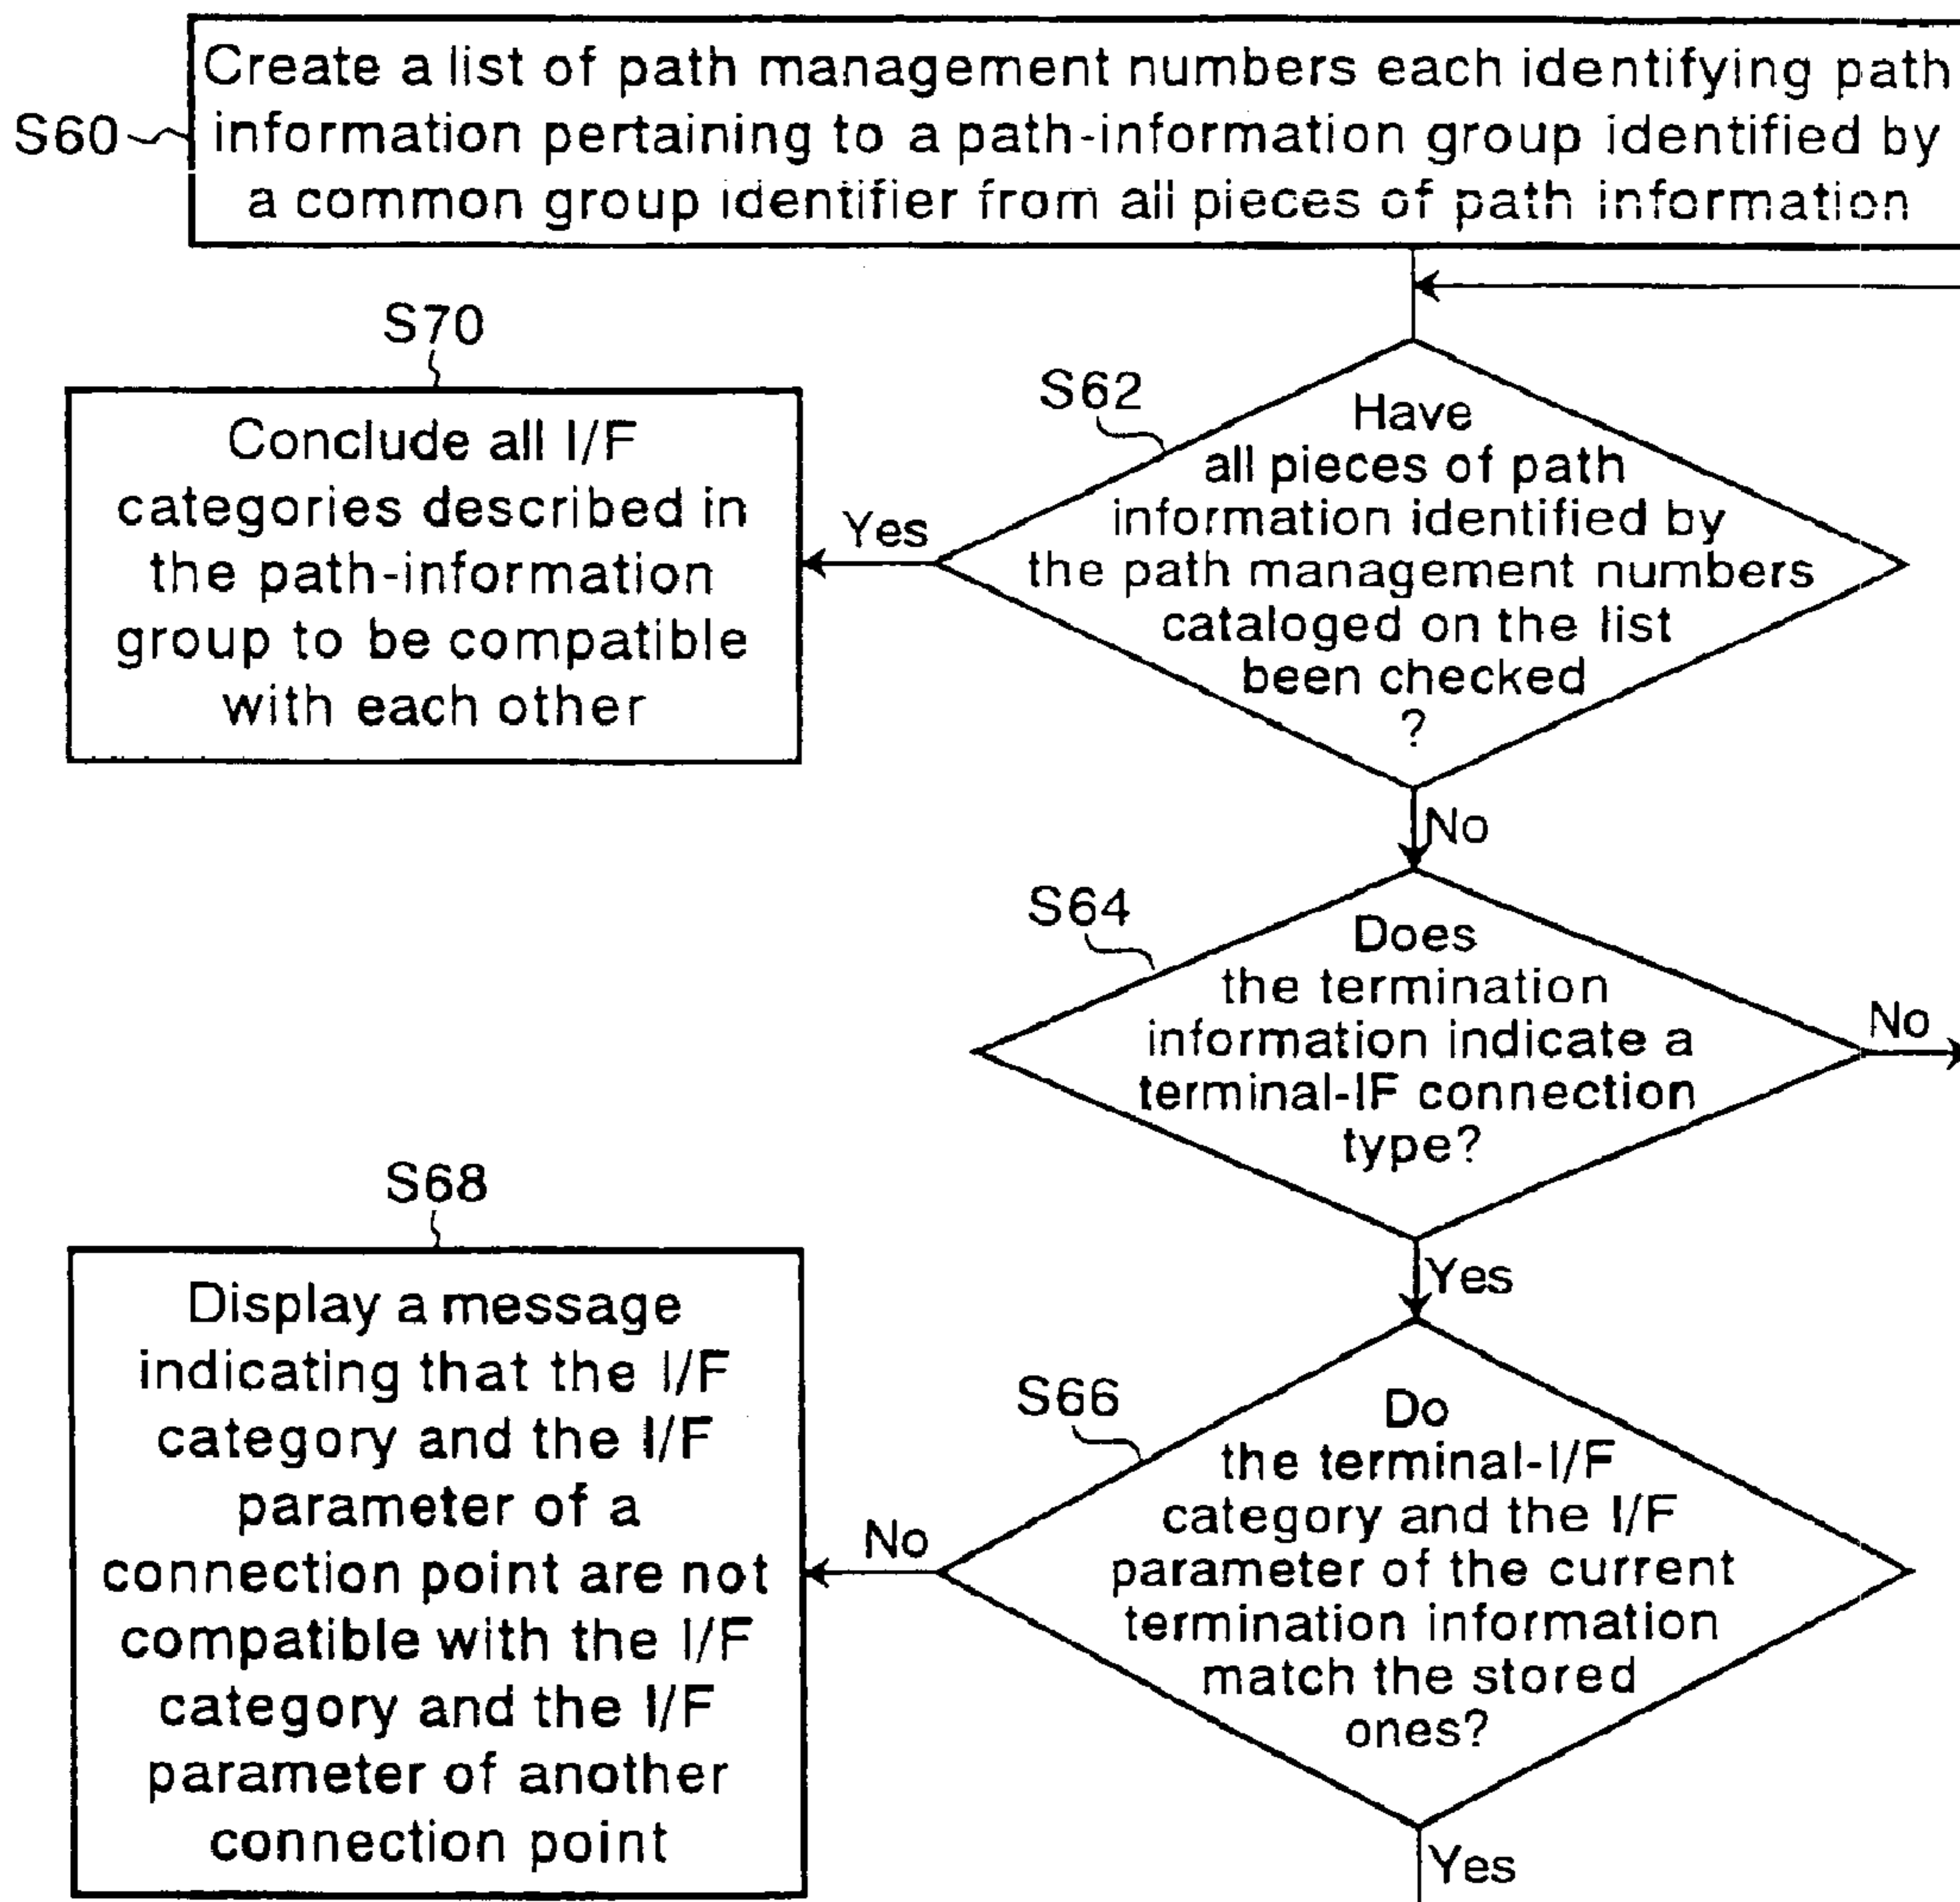 Create a list of path management numbers each identifying path
S60
information pertaining to a path-information group identified by
a common group identifier from all pieces of path information
S70
Conclude all I/F
categories described in
the path-information
group to be compatible
with each other
S62
Have
all pieces of path
information identified by
the path management numbers
cataloged on the list
been checked
?
Yes
No
S64
Does
the termination
information indicate a
terminal-IF connection
type?
No
Yes
S68
Display a message
indicating that the I/F
category and the I/F
parameter of a
connection point are not
compatible with the I/F
category and the I/F
parameter of another
connection point
S66
Do
the terminal-I/F
category and the I/F
parameter of the current
termination information
match the stored
ones?
No
Yes